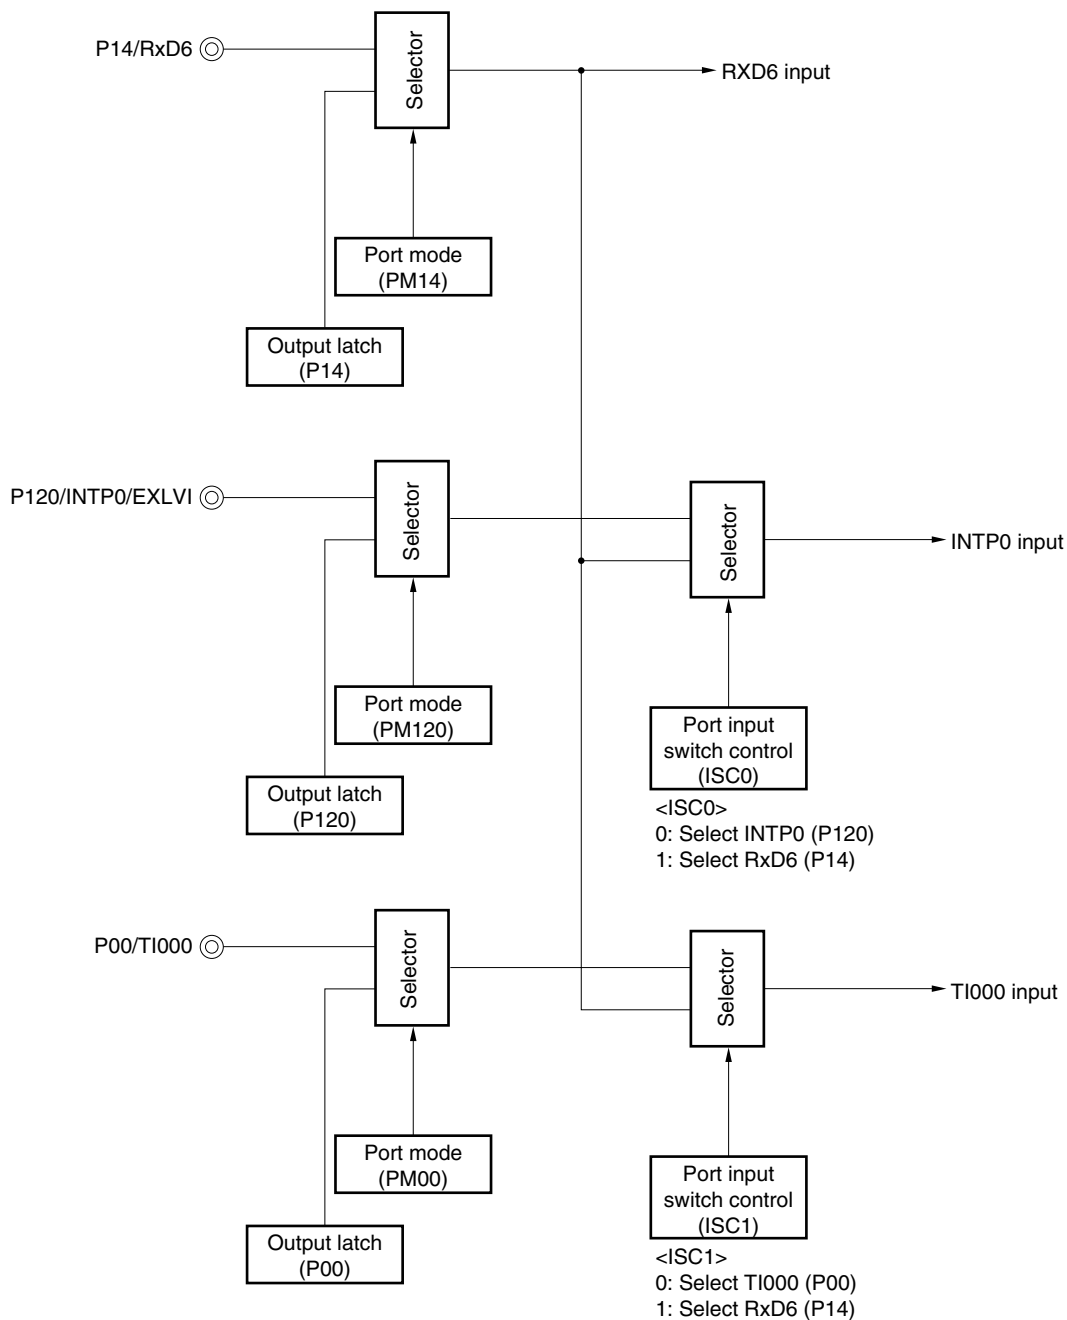 P14/RxD6
Selector
RXD6 input
Port mode
(PM14)
Output latch
(P14)
P120/INTP0/EXLVI
Selector
Selector
INTP0 input
Port mode
(PM120)
Port input
switch control
(ISC0)
Output latch
(P120)
<ISC0>
0: Select INTP0 (P120)
1: Select RxD6 (P14)
P00/TI000
Selector
Selector
TI000 input
Port mode
(PM00)
Port input
switch control
(ISC1)
Output latch
(P00)
<ISC1>
0: Select TI000 (P00)
1: Select RxD6 (P14)